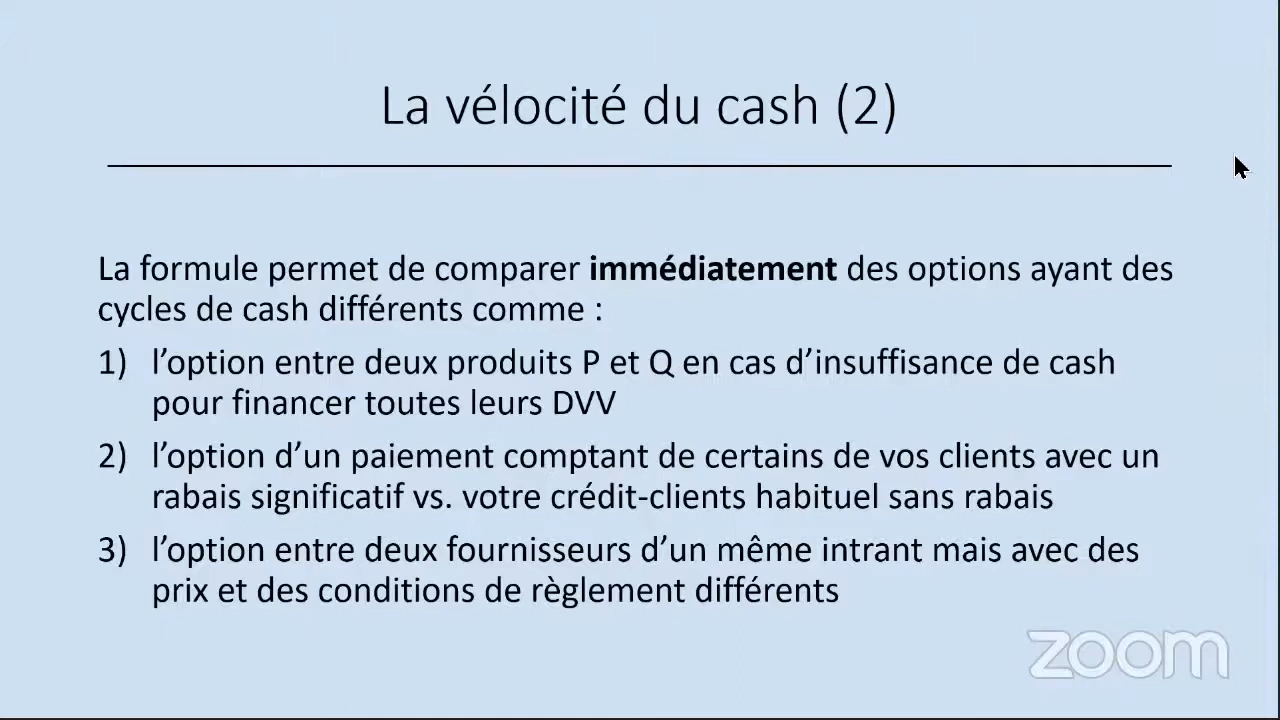 La vélocité du cash (2)
La formule permet de comparer immédiatement des options ayant des
cycles de cash différents comme :
1) l’option entre deux produits P et Q en cas d’insuffisance de cash
pour financer toutes leurs DVV
2) l’option d’un paiement comptant de certains de vos clients avec un
rabais significatif vs. votre crédit-clients habituel sans rabais
3) l’option entre deux fournisseurs d’un même intrant mais avec des
prix et des conditions de règlement différents
zoom